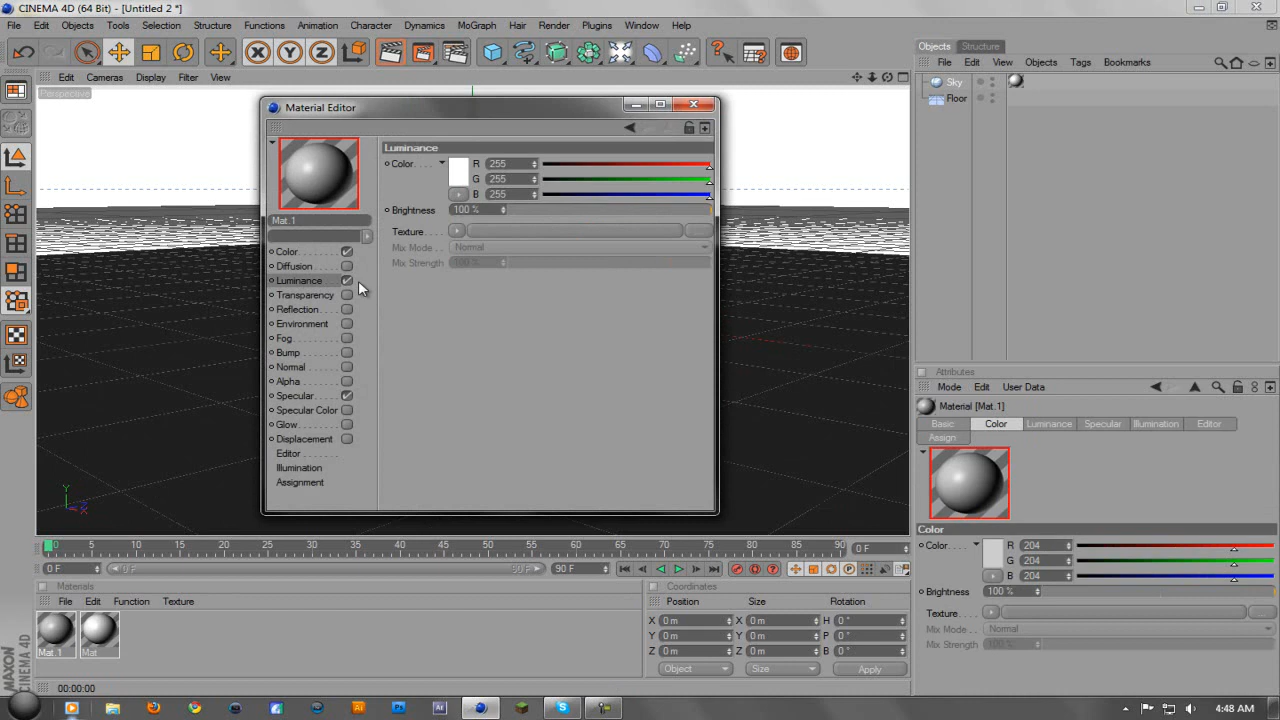 CINEMA 4D (64 Bit) - [Untitled 2 *]
File Edit Objects Tools Selection Structure Functions Animation Character Dynamics MoGraph Hair Render Plugins Window Help
X Y Z
Edit Cameras Display Filter View
Perspective
Material Editor
Mat.1
Color
Diffusion
Luminance
Transparency
Reflection
Environment
Fog
Bump
Normal
Alpha
Specular
Specular Color
Glow
Displacement
Editor
Illumination
Assignment
Luminance
Color R 255
G 255
B 255
Brightness 100 %
Texture
Mix Mode Normal
Mix Strength 100 %
Y
X Z
Objects Structure
File Edit View Objects Tags Bookmarks
Sky
Floor
Attributes
Mode Edit User Data
Material [Mat.1]
Basic Color Luminance Specular Illumination Editor
Assign
Color
Color R 204
G 204
B 204
Brightness 100 %
Texture
Mix Mode Normal
Mix Strength 100 %
0 5 10 15 20 25 30 35 40 45 50 55 60 65 70 75 80 85 90 0 F
0 F 0 F 90 F 90 F
Materials
File Edit Function Texture
Mat.1 Mat
Coordinates
Position Size Rotation
X 0 m X 0 m H 0 °
Y 0 m Y 0 m P 0 °
Z 0 m Z 0 m B 0 °
Object Size Apply
00:00:00
MAXON
CINEMA 4D
Ai Ps Ae S
4:48 AM